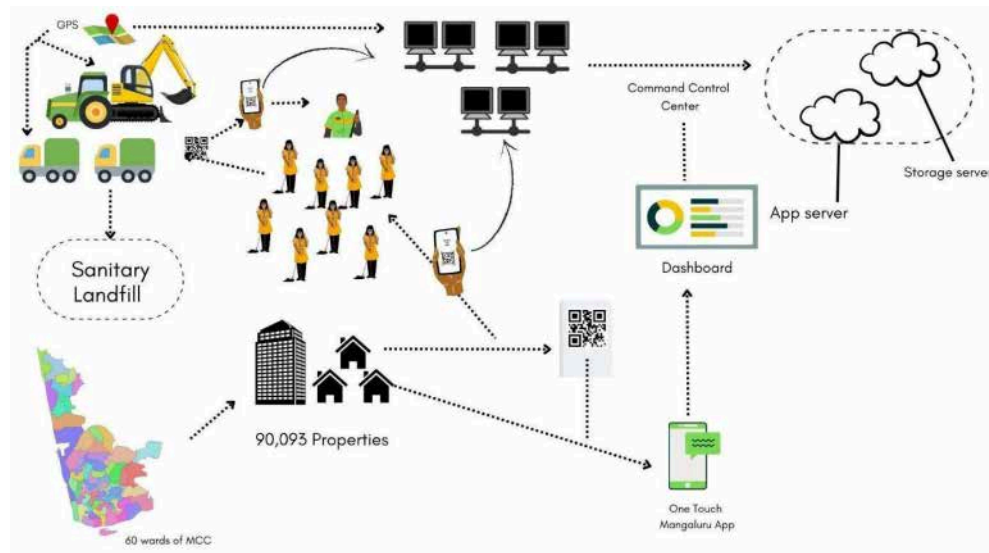 GPS
Command Control
Center
Storage server
App server
Dashboard
Sanitary
Landfill
90,093 Properties
One Touch
Mangaluru App
60 wards of MCC